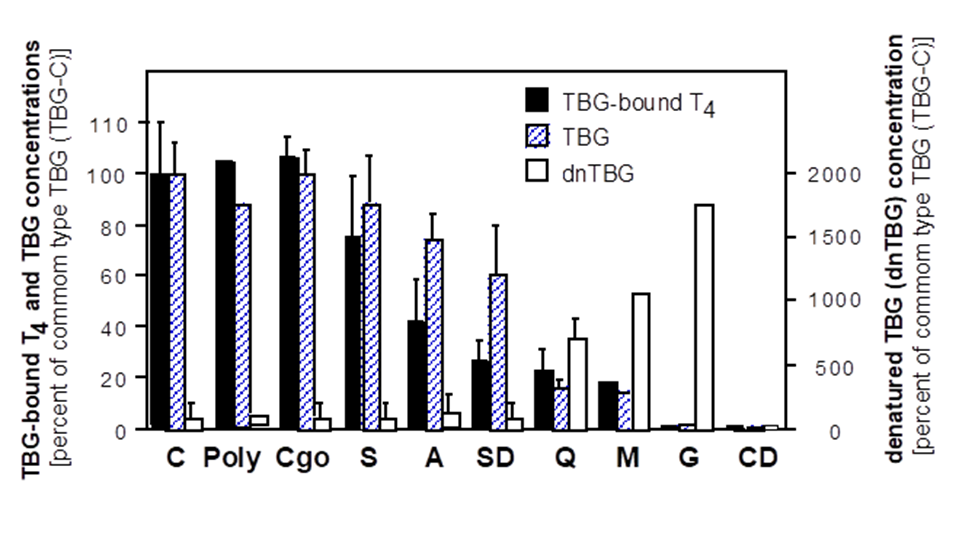 TBG-bound T4 and TBG concentrations
[percent of commom type TBG (TBG-C)]
110
100
80
60
40
20
0
TBG-bound T4
TBG
dnTBG
2000
1500
1000
500
0
denatured TBG (dnTBG) concentration
[percent of commom type TBG (TBG-C)]
C Poly Cgo S A SD Q M G CD